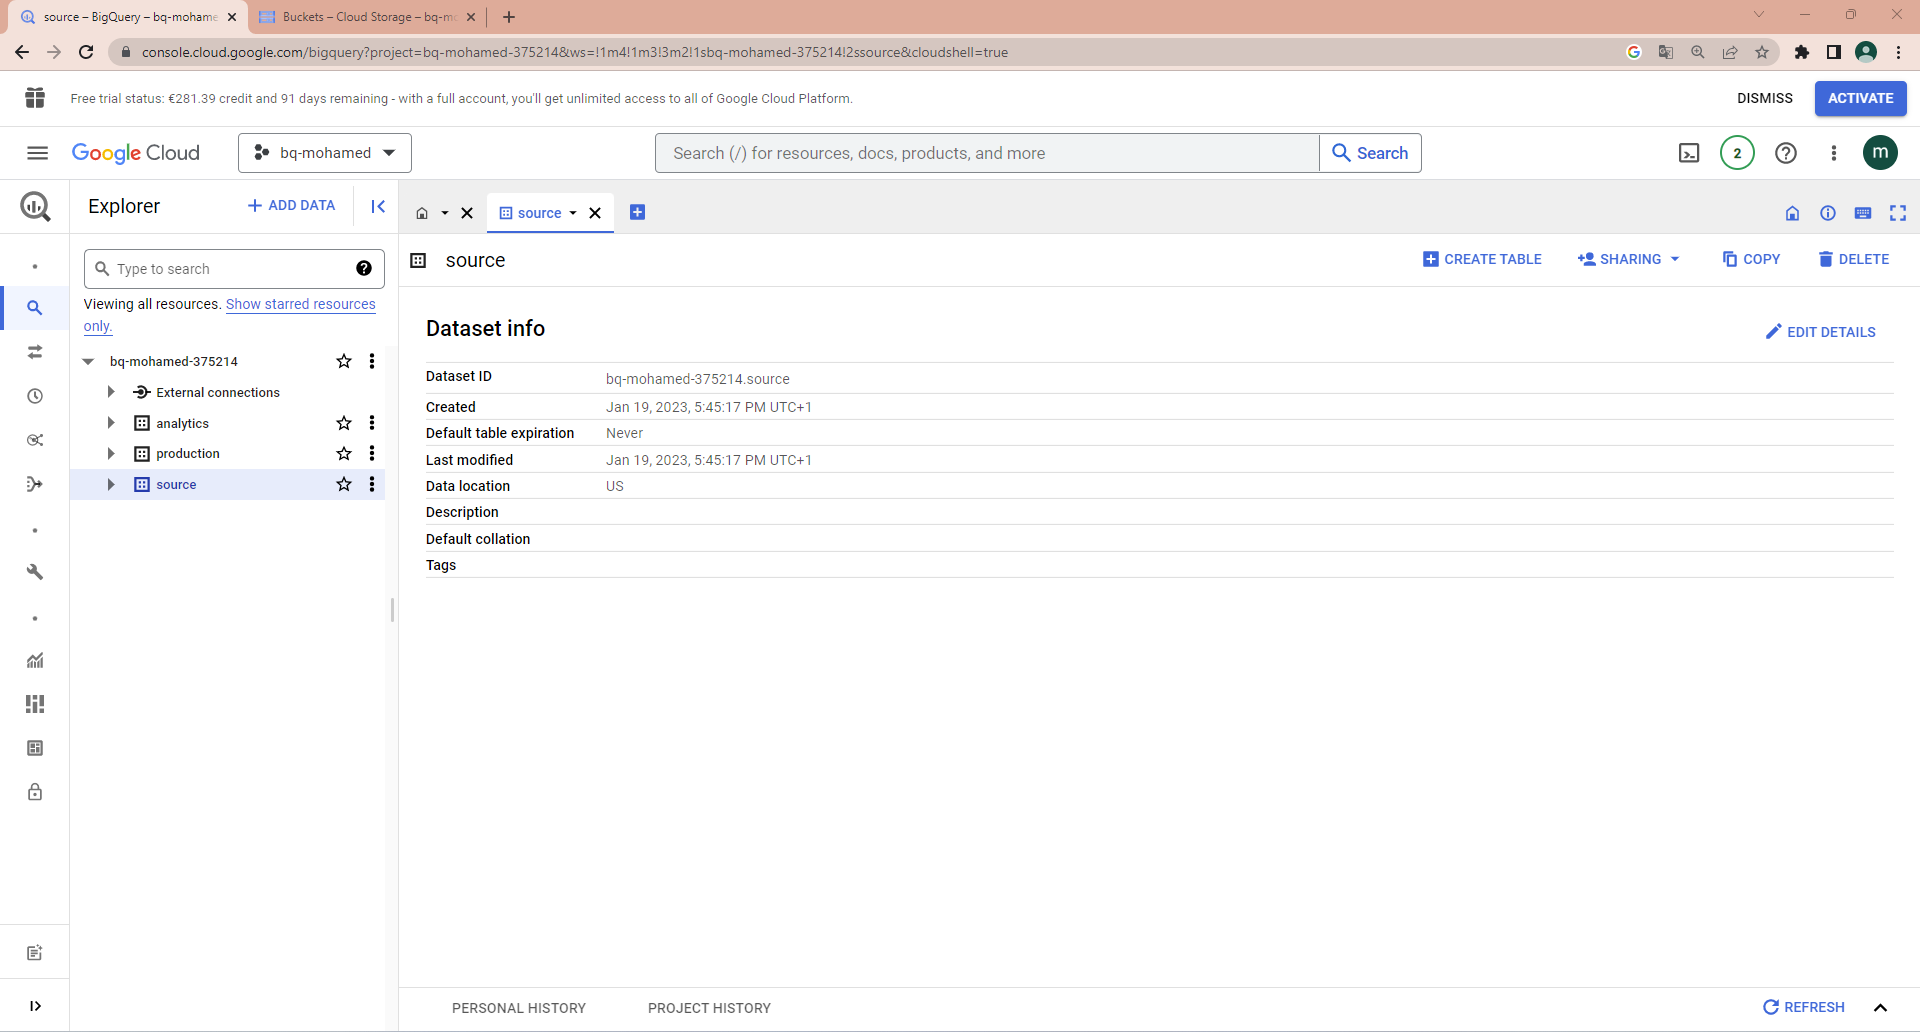 source – BigQuery – bq-mohame
Buckets – Cloud Storage – bq-mo
console.cloud.google.com/bigquery?project=bq-mohamed-375214&ws=!1m4!1m3!3m2!1sbq-mohamed-375214!2ssource&cloudshell=true
Free trial status: €281.39 credit and 91 days remaining - with a full account, you'll get unlimited access to all of Google Cloud Platform.
DISMISS
ACTIVATE
Google Cloud
bq-mohamed
Search (/) for resources, docs, products, and more
Search
2
m
Explorer
+ ADD DATA
source
Type to search
source
CREATE TABLE
SHARING
COPY
DELETE
Viewing all resources. Show starred resources
only.
Dataset info
EDIT DETAILS
bq-mohamed-375214
External connections
analytics
production
source
Dataset ID bq-mohamed-375214.source
Created Jan 19, 2023, 5:45:17 PM UTC+1
Default table expiration Never
Last modified Jan 19, 2023, 5:45:17 PM UTC+1
Data location US
Description
Default collation
Tags
PERSONAL HISTORY
PROJECT HISTORY
REFRESH